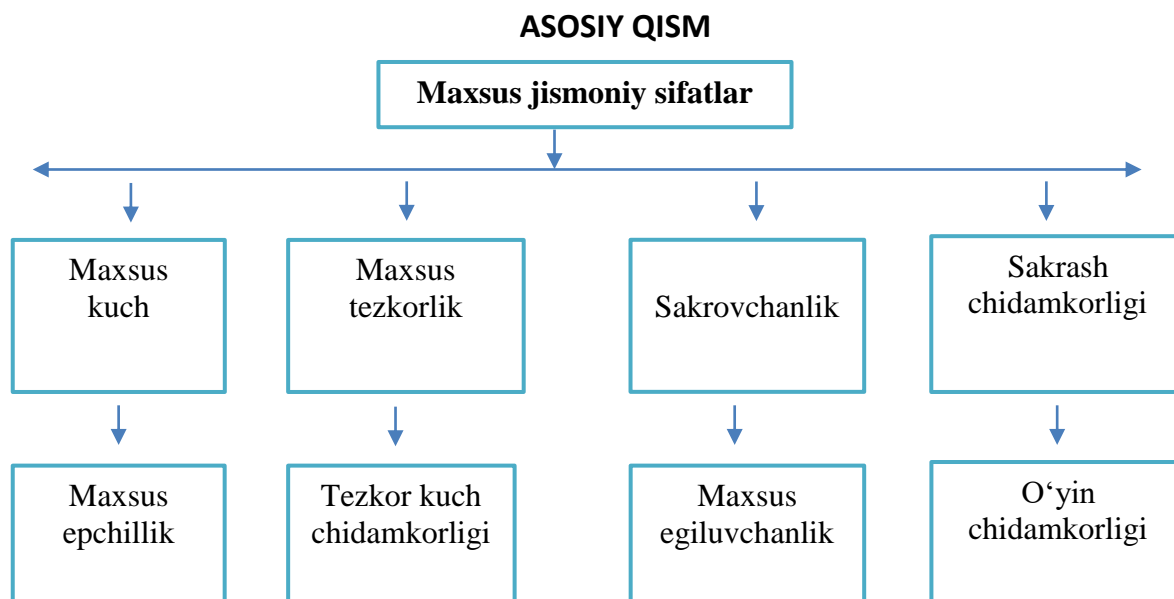 ASOSIY QISM
Maxsus jismoniy sifatlar
Maxsus
kuch
Maxsus
tezkorlik
Sakrovchanlik
Sakrash
chidamkorligi
Maxsus
epchillik
Tezkor kuch
chidamkorligi
Maxsus
egiluvchanlik
O‘yin
chidamkorligi